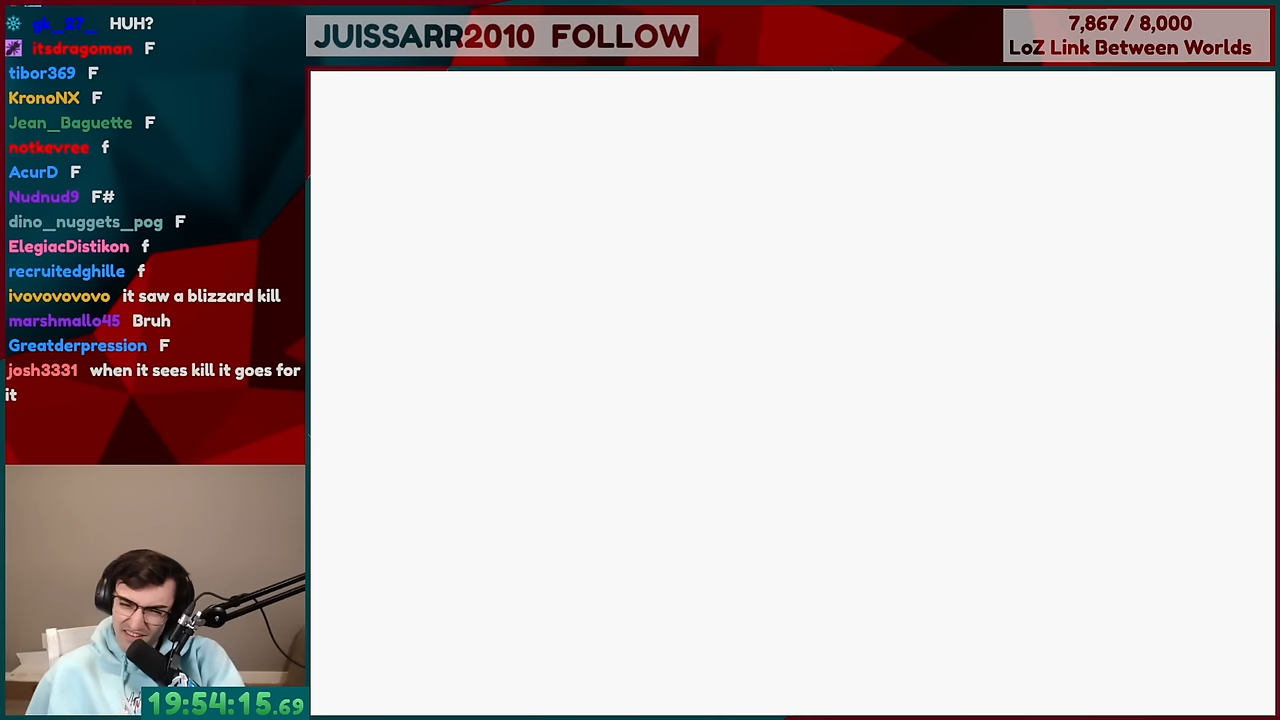 gk_27_ HUH?
itsdragoman F
tibor369 F
KronoNX F
Jean_Baguette F
notkevree f
AcurD F
Nudnud9 F#
dino_nuggets_pog F
ElegiacDistikon f
recruitedghille f
ivovovovovo it saw a blizzard kill
marshmallo45 Bruh
Greatderpression F
josh3331 when it sees kill it goes for
it
JUISSARR2010 FOLLOW
7,867 / 8,000
LoZ Link Between Worlds
19:54:15.69